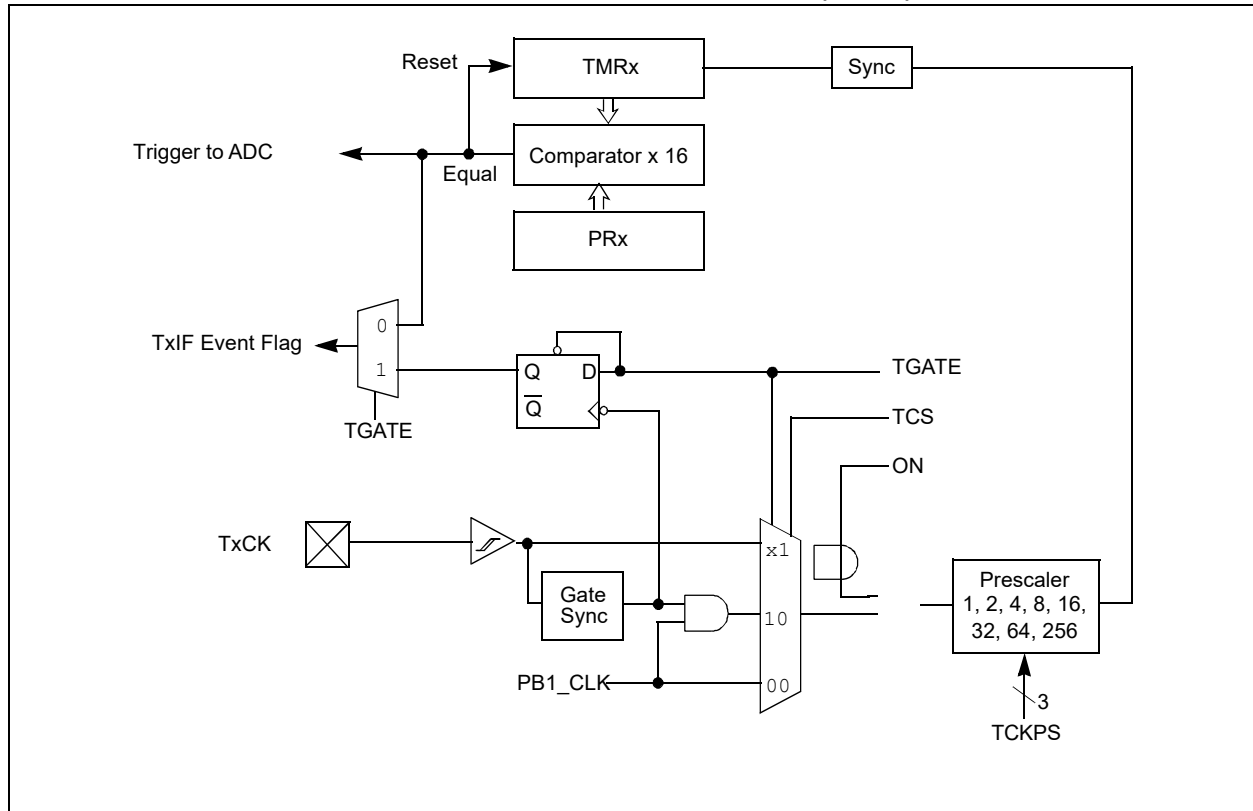 Reset
TMRx
Sync
Trigger to ADC
Equal
Comparator x 16
PRx
TxIF Event Flag
0
1
TGATE
Q
D
Q
TGATE
TCS
ON
TxCK
x1
Gate
Sync
10
PB1_CLK
00
Prescaler
1, 2, 4, 8, 16,
32, 64, 256
3
TCKPS